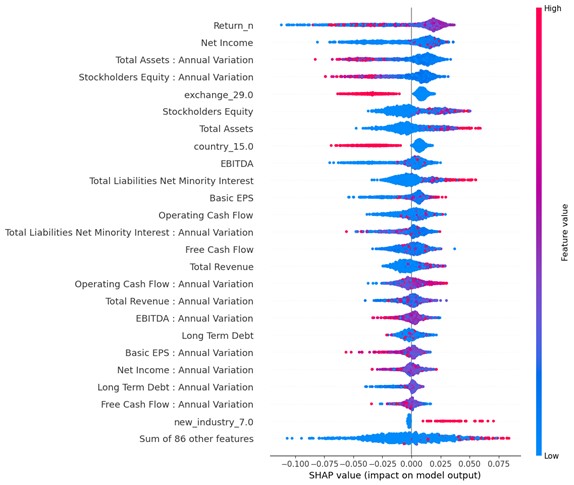 High
Return_n
Net Income
Total Assets : Annual Variation
Stockholders Equity : Annual Variation
exchange_29.0
Stockholders Equity
Total Assets
country_15.0
EBITDA
Total Liabilities Net Minority Interest
Basic EPS
Operating Cash Flow
Total Liabilities Net Minority Interest : Annual Variation
Free Cash Flow
Total Revenue
Operating Cash Flow : Annual Variation
Total Revenue : Annual Variation
EBITDA : Annual Variation
Long Term Debt
Basic EPS : Annual Variation
Net Income : Annual Variation
Long Term Debt : Annual Variation
Free Cash Flow : Annual Variation
new_industry_7.0
Sum of 86 other features
Feature value
Low
−0.100 −0.075 −0.050 −0.025 0.000 0.025 0.050 0.075
SHAP value (impact on model output)